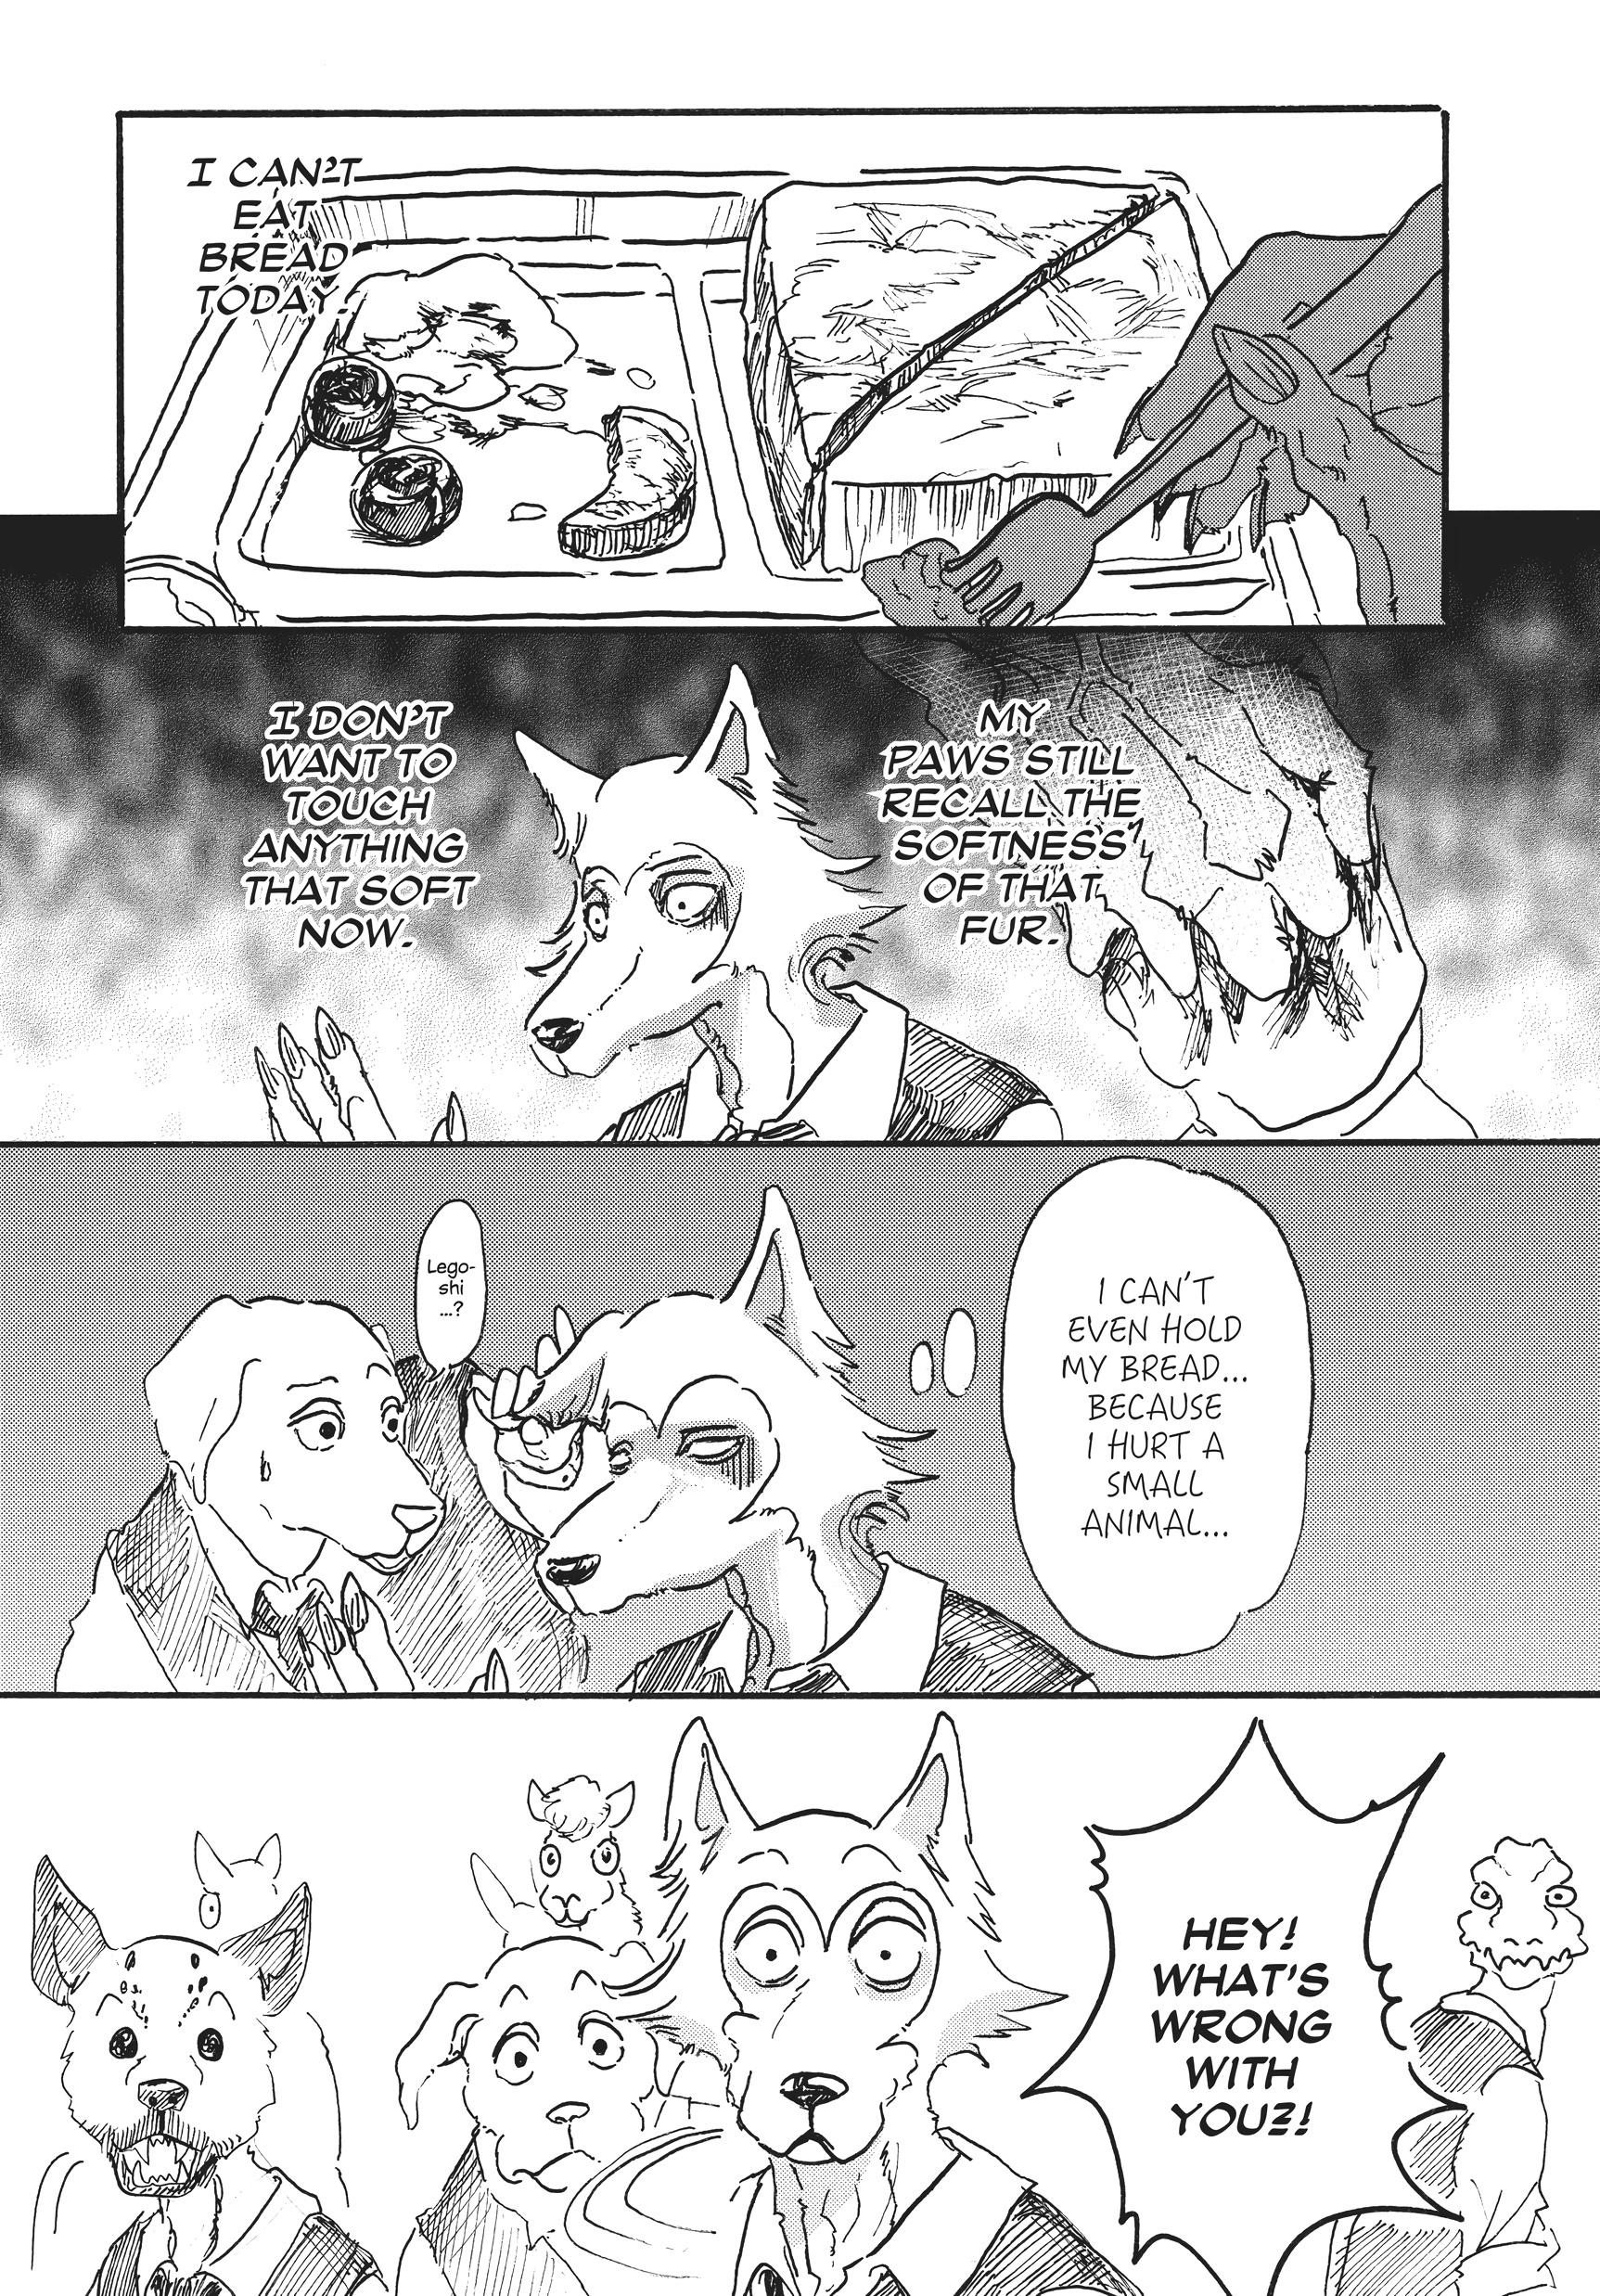 I CAN'T
EAT
BREAD
TODAY.
MY
PAWS STILL
RECALL THE
SOFTNESS
OF THAT
FUR.
I DON'T
WANT TO
TOUCH
ANYTHING
THAT SOFT
NOW.
I CAN'T
EVEN HOLD
MY BREAD...
BECAUSE
I HURT A
SMALL
ANIMAL...
Lego-
shi
...?
HEY!
WHAT'S
WRONG
WITH
YOU?!